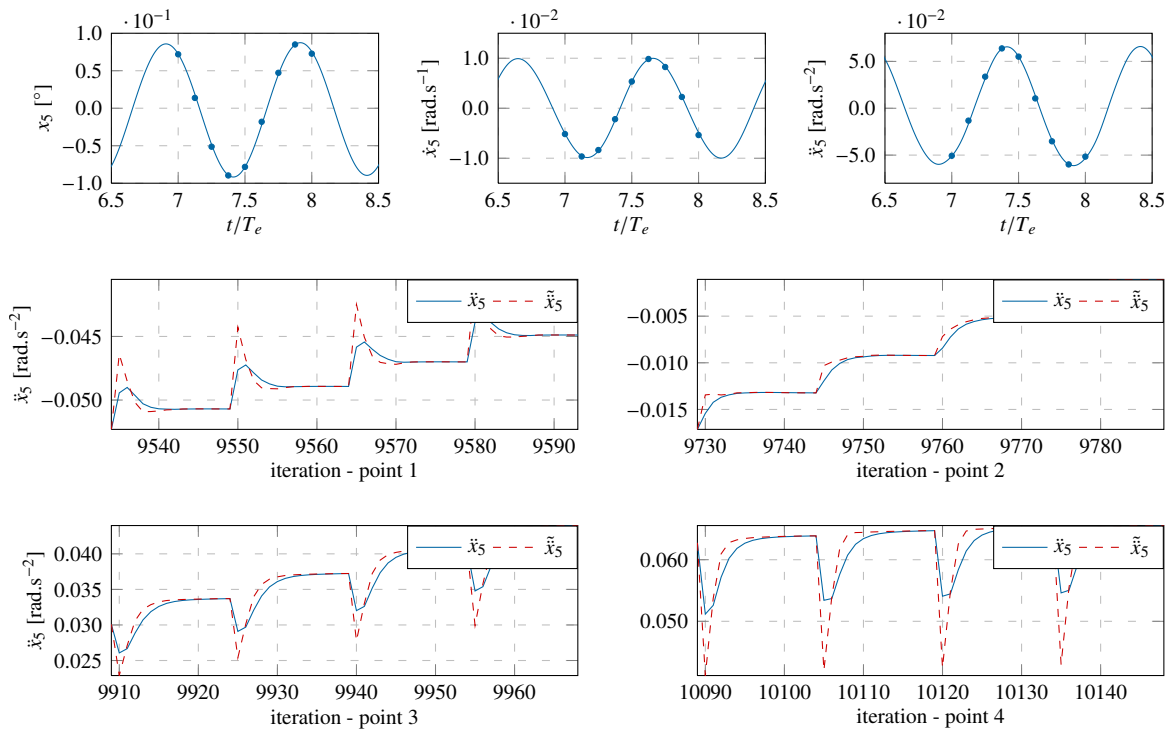 ·10⁻¹ ·10⁻² ·10⁻²
1.0 0.5 0.0 −0.5 −1.0
x₅ [°]
6.5 7 7.5 8 8.5
t/Tₑ
1.0 0.0 −1.0
ẋ₅ [rad.s⁻¹]
6.5 7 7.5 8 8.5
t/Tₑ
5.0 0.0 −5.0
ẍ₅ [rad.s⁻²]
6.5 7 7.5 8 8.5
t/Tₑ
ẍ₅ ẍ̃₅
−0.045 −0.050
ẍ₅ [rad.s⁻²]
9540 9550 9560 9570 9580 9590
iteration - point 1
ẍ₅ ẍ̃₅
−0.005 −0.010 −0.015
9730 9740 9750 9760 9770 9780
iteration - point 2
ẍ₅ ẍ̃₅
0.040 0.035 0.030 0.025
ẍ₅ [rad.s⁻²]
9910 9920 9930 9940 9950 9960
iteration - point 3
ẍ₅ ẍ̃₅
0.060 0.050
10090 10100 10110 10120 10130 10140
iteration - point 4